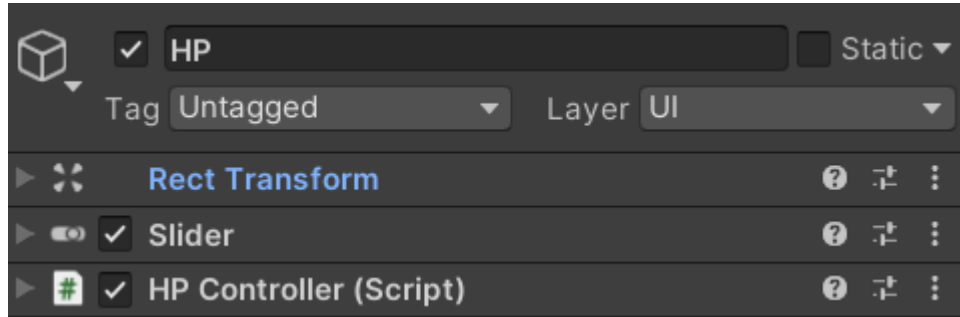 HP Static
Tag Untagged Layer UI
Rect Transform
Slider
# HP Controller (Script)